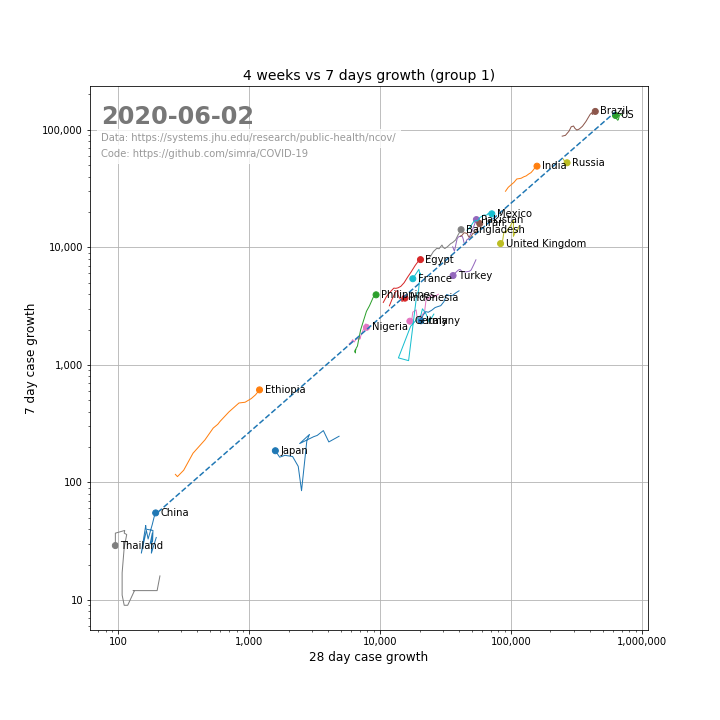 4 weeks vs 7 days growth (group 1)
2020-06-02
Data: https://systems.jhu.edu/research/public-health/ncov/
Code: https://github.com/simra/COVID-19
Brazil
US
100,000
India
Russia
Mexico
Pakistan
Iran
Bangladesh
10,000
United Kingdom
Egypt
Turkey
France
Philippines
Indonesia
Nigeria
Germany
Italy
1,000
Ethiopia
Japan
100
China
Thailand
10
7 day case growth
100
1,000
10,000
100,000
1,000,000
28 day case growth